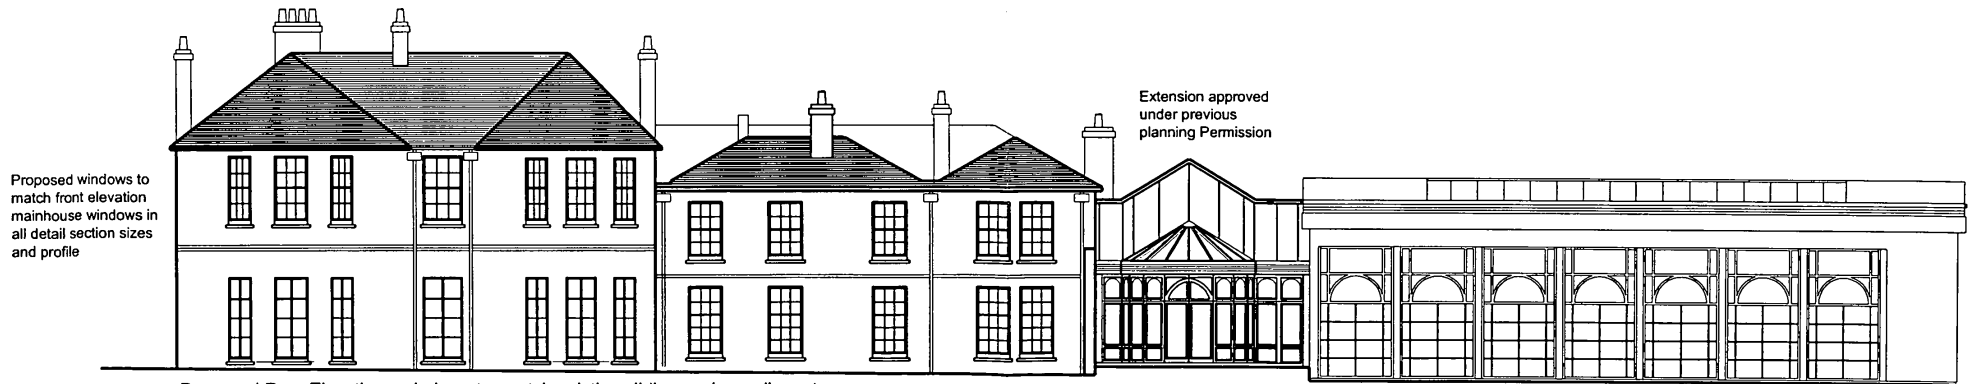 Extension approved
under previous
planning Permission
Proposed windows to
match front elevation
mainhouse windows in
all detail section sizes
and profile